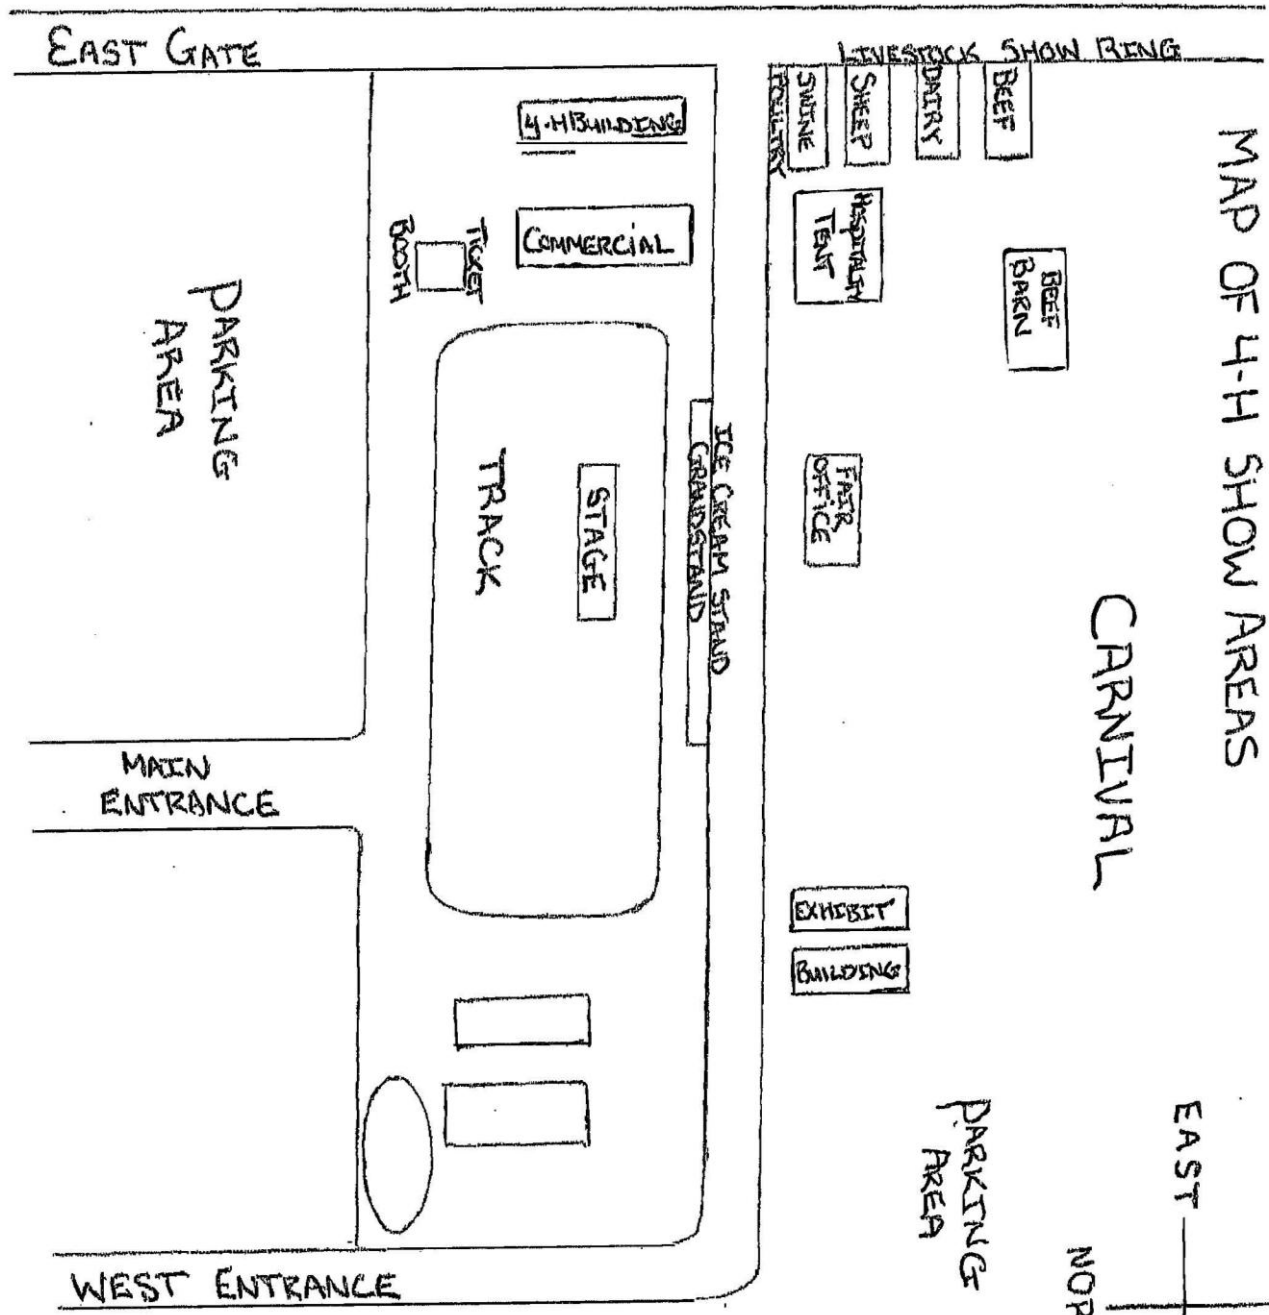 MAP OF 4-H SHOW AREAS
EAST GATE
LIVESTOCK SHOW RING
POULTRY
SWINE
SHEEP
DAIRY
BEEF
4-H BUILDING
COMMERCIAL
TICKET
BOOTH
HOSPITALITY
TENT
BEEF
BARN
PARKING
AREA
TRACK
STAGE
GRANDSTAND
ICE CREAM STAND
FAIR
OFFICE
CARNIVAL
MAIN
ENTRANCE
EXHIBIT
BUILDING
PARKING
AREA
EAST
NOR
WEST ENTRANCE